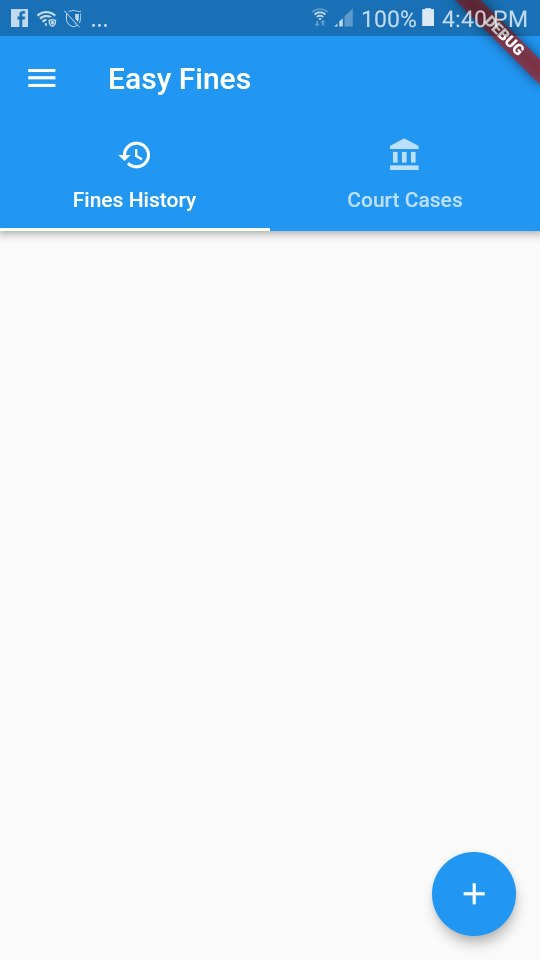 ... 100% 4:40 PM
DEBUG
Easy Fines
Fines History
Court Cases